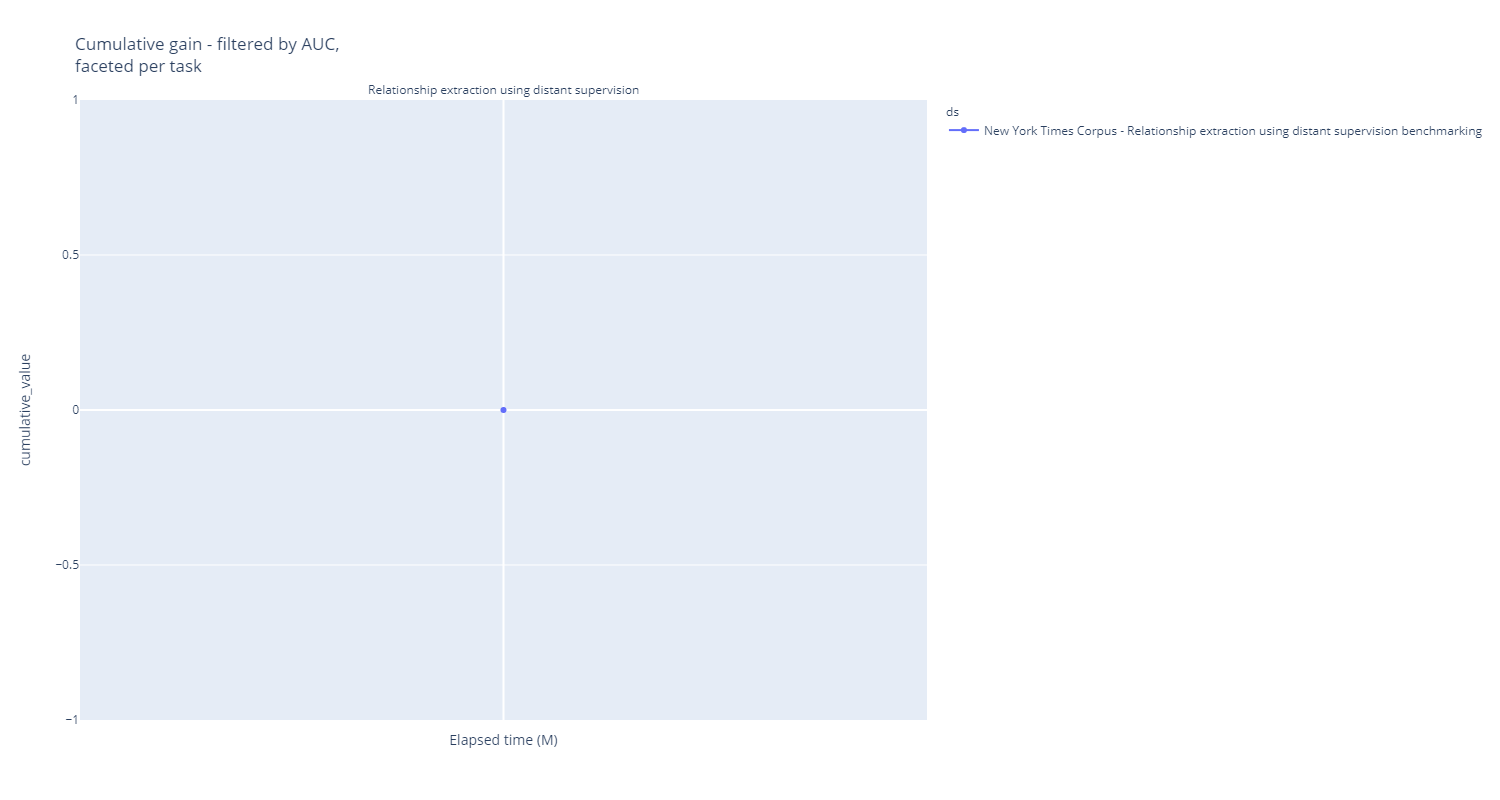 Cumulative gain - filtered by AUC,
faceted per task
Relationship extraction using distant supervision
1
0.5
0
−0.5
−1
cumulative_value
Elapsed time (M)
ds
New York Times Corpus - Relationship extraction using distant supervision benchmarking